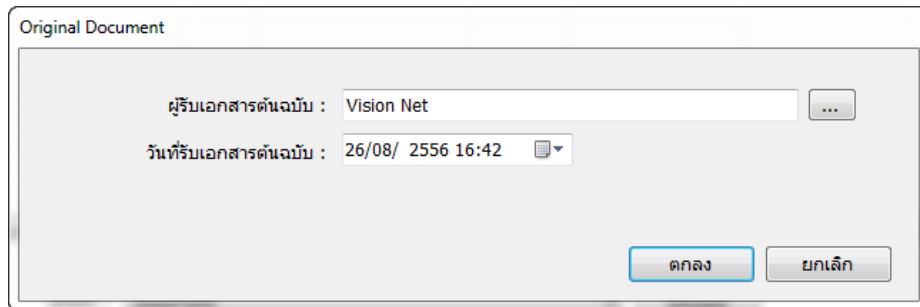 Original Document
ผู้รับเอกสารต้นฉบับ : Vision Net ...
วันที่รับเอกสารต้นฉบับ : 26/08/ 2556 16:42
ตกลง ยกเลิก